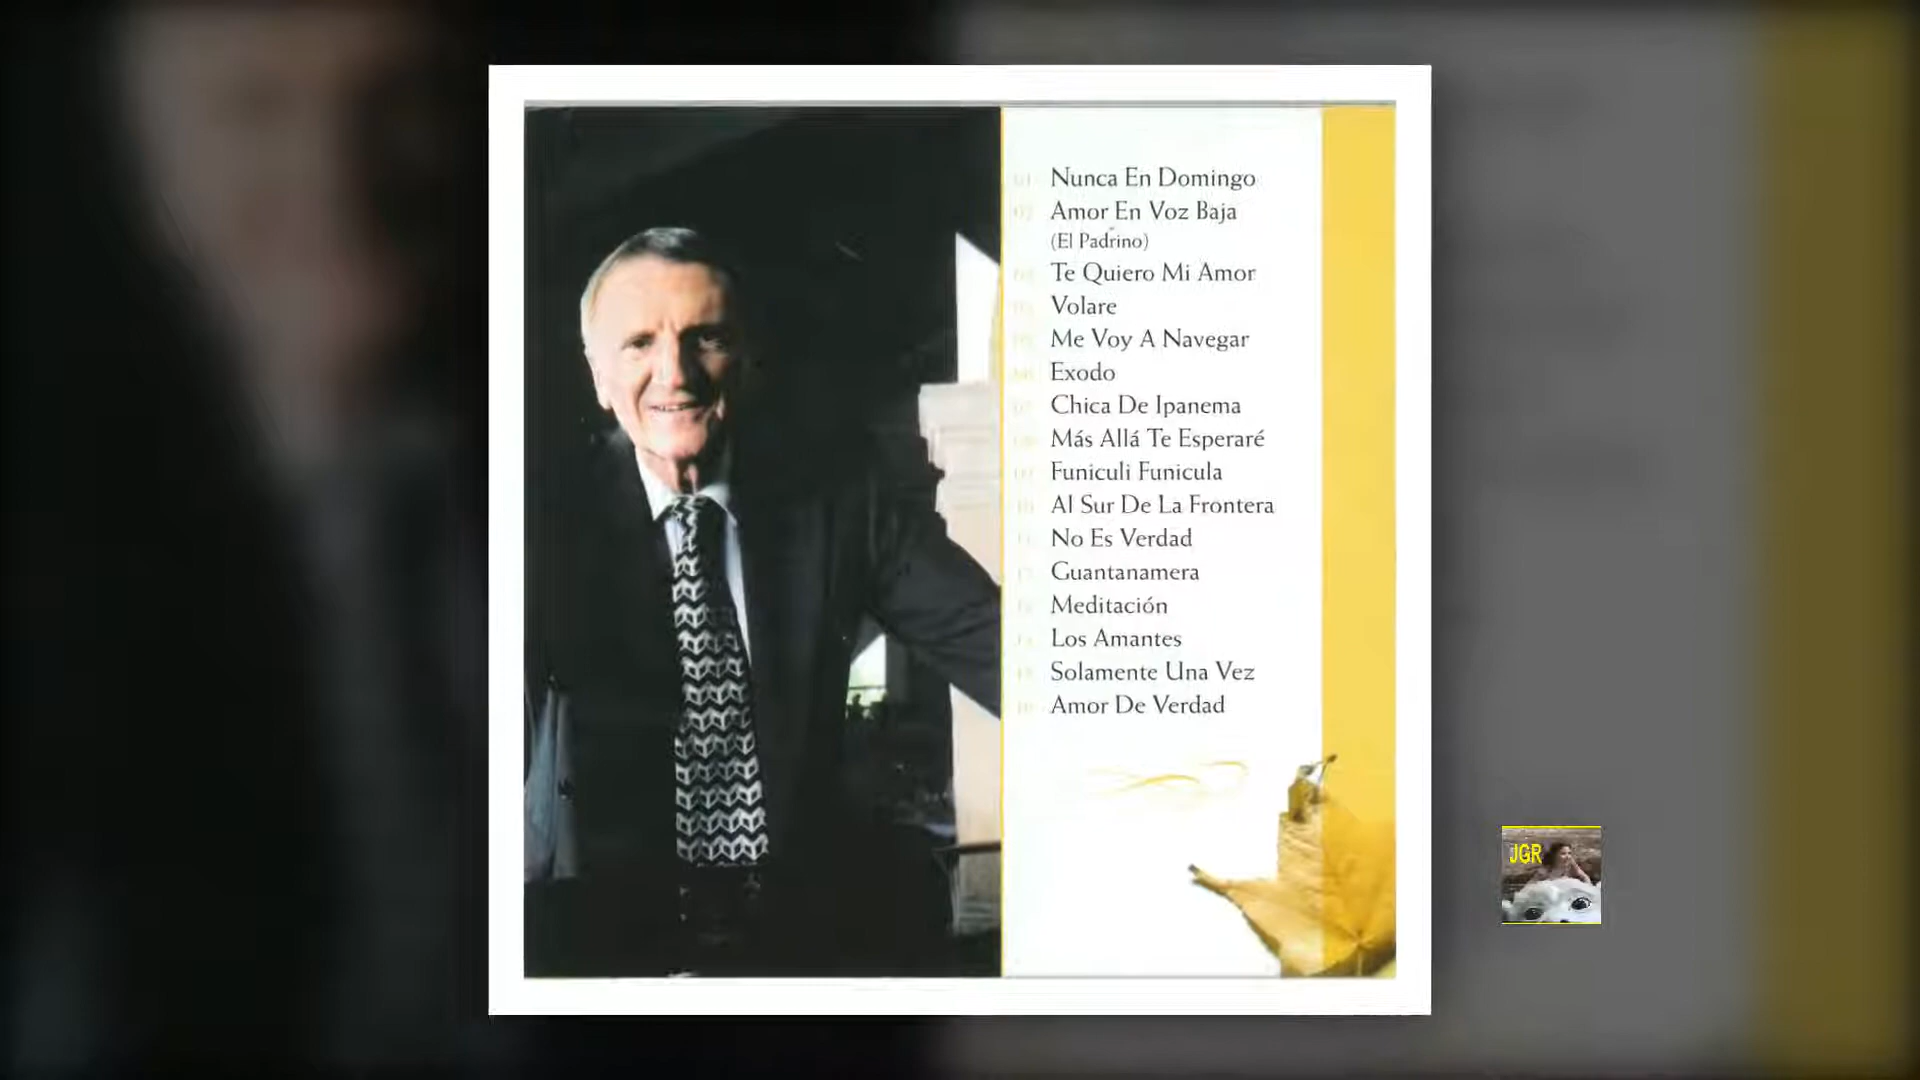 Nunca En Domingo
Amor En Voz Baja
(El Padrino)
Te Quiero Mi Amor
Volare
Me Voy A Navegar
Exodo
Chica De Ipanema
Más Allá Te Esperaré
Funiculi Funicula
Al Sur De La Frontera
No Es Verdad
Guantanamera
Meditación
Los Amantes
Solamente Una Vez
Amor De Verdad
JGR